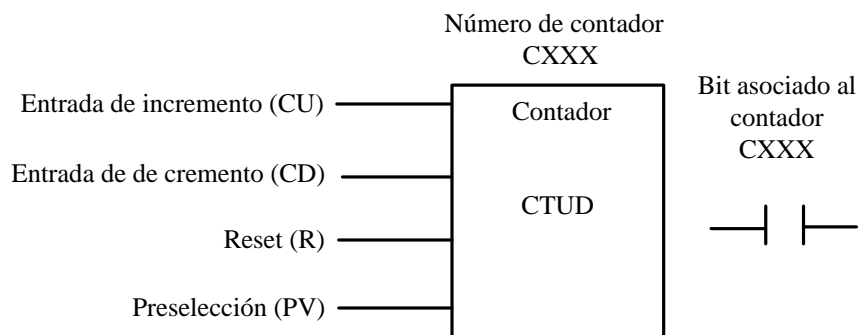 Número de contador
CXXX
Entrada de incremento (CU)
Contador
Bit asociado al
contador
CXXX
Entrada de de cremento (CD)
CTUD
Reset (R)
Preselección (PV)